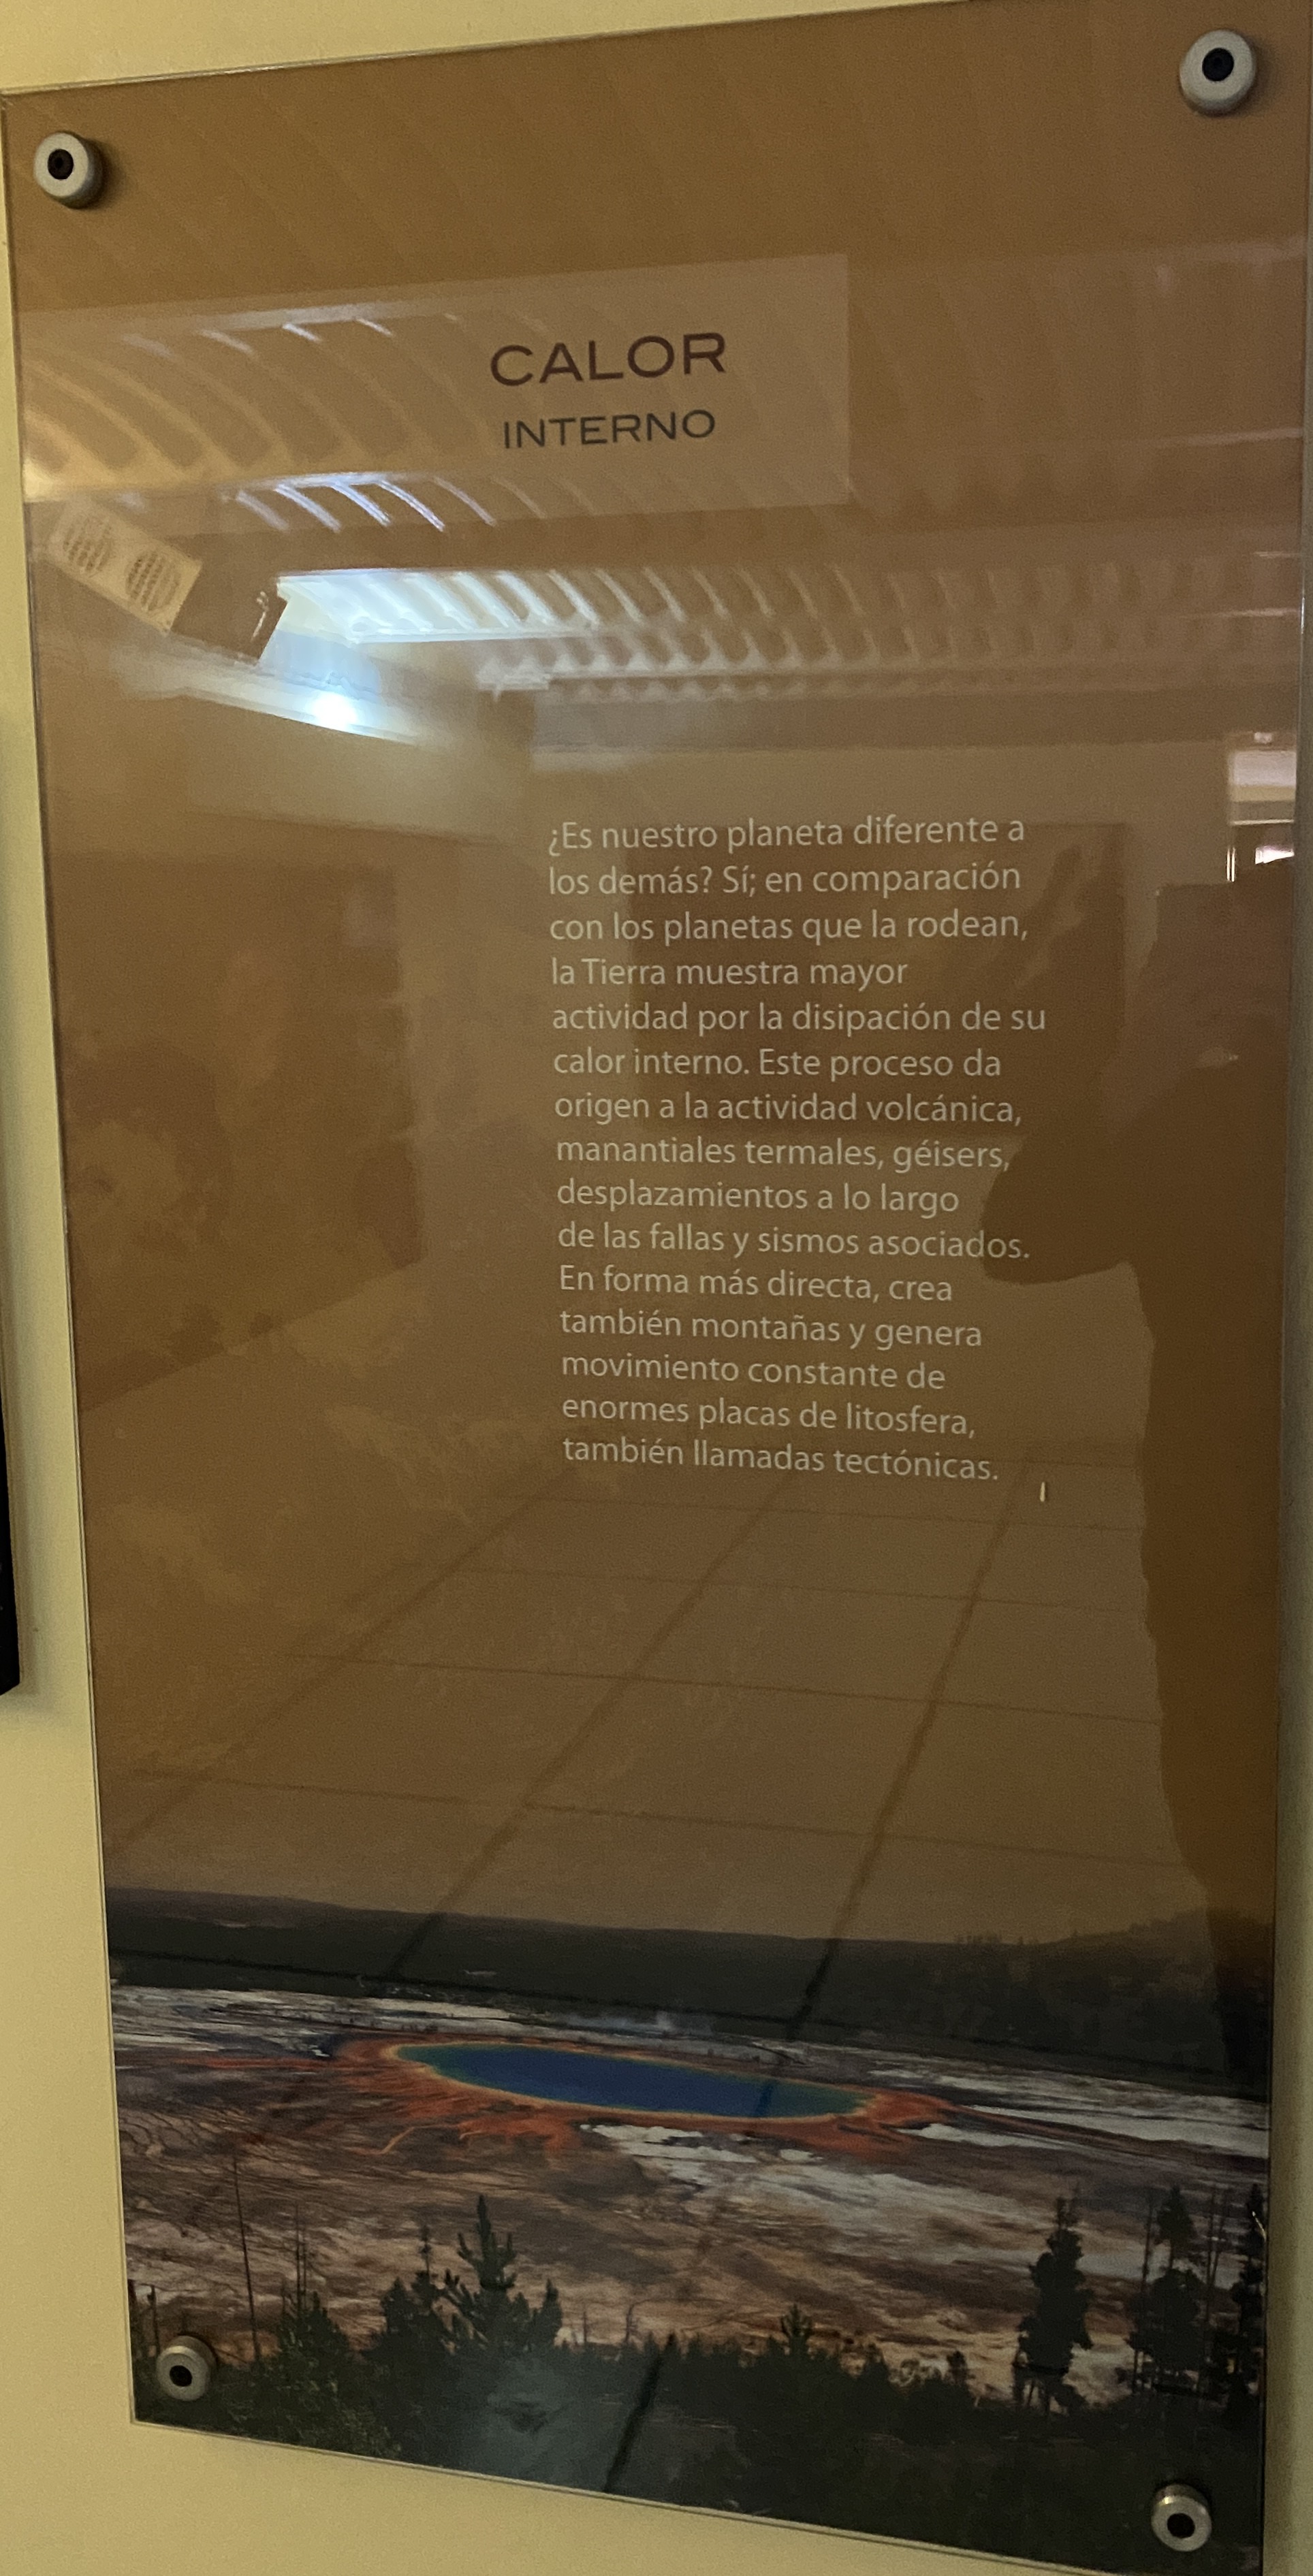 CALOR
INTERNO
¿Es nuestro planeta diferente a
los demás? Sí; en comparación
con los planetas que la rodean,
la Tierra muestra mayor
actividad por la disipación de su
calor interno. Este proceso da
origen a la actividad volcánica,
manantiales termales, géisers,
desplazamientos a lo largo
de las fallas y sismos asociados.
En forma más directa, crea
también montañas y genera
movimiento constante de
enormes placas de litosfera,
también llamadas tectónicas.